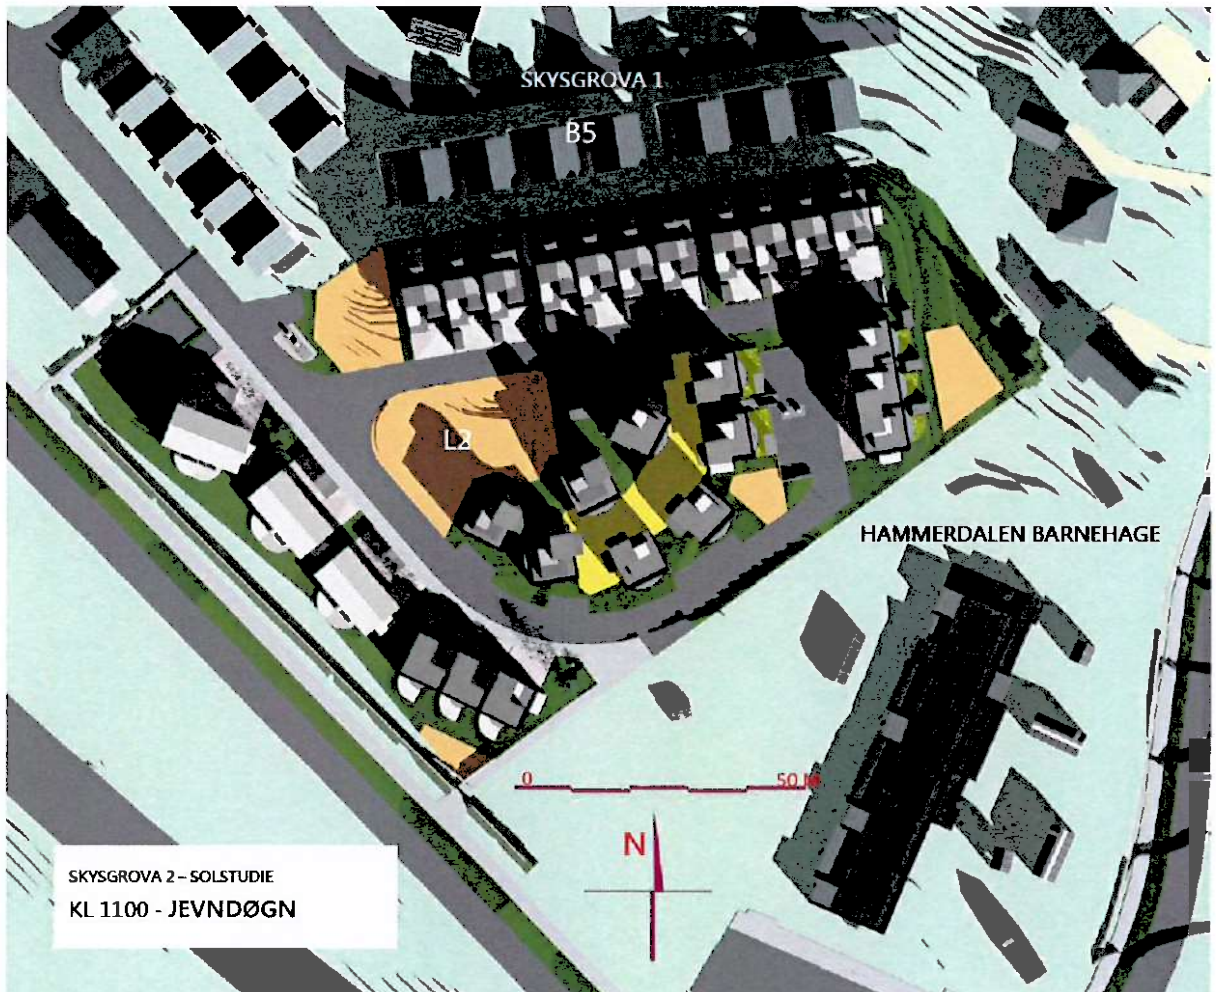 SKYSGROVA 1
B5
L2
HAMMERDALEN BARNEHAGE
0 50
N
SKYSGROVA 2 – SOLSTUDIE
KL 1100 - JEVNDØGN